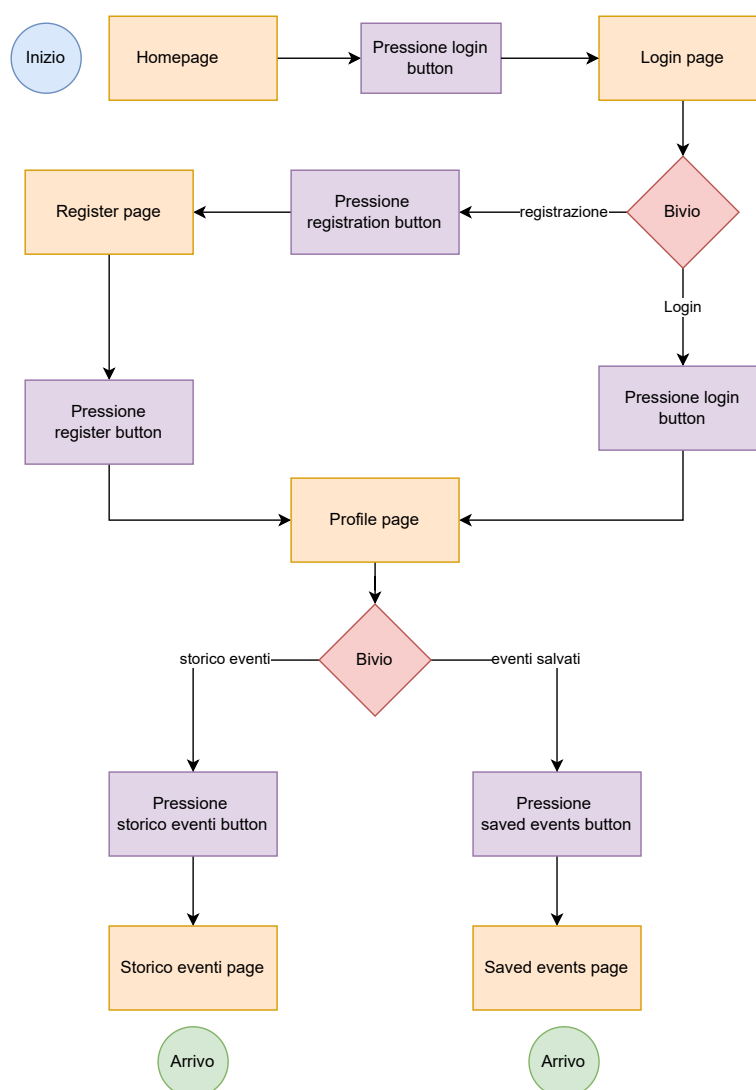 Inizio
Homepage
Pressione login
button
Login page
Register page
Pressione
registration button
registrazione
Bivio
Login
Pressione
register button
Pressione login
button
Profile page
storico eventi
Bivio
eventi salvati
Pressione
storico eventi button
Pressione
saved events button
Storico eventi page
Saved events page
Arrivo
Arrivo